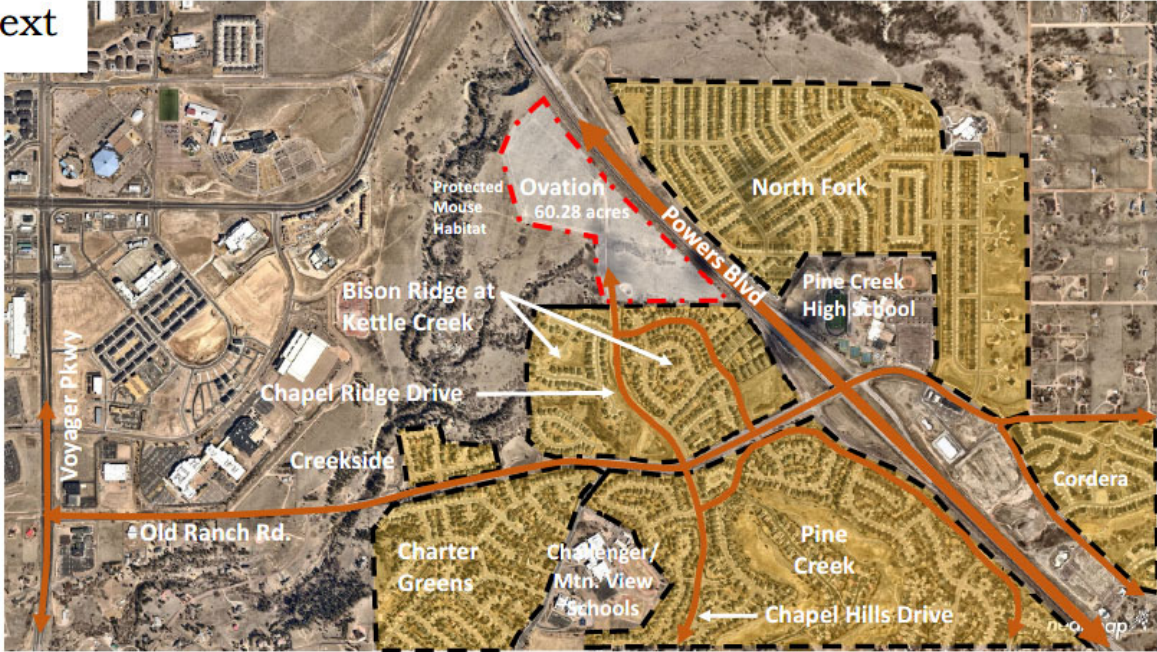 ext
Protected
Mouse
Habitat
Ovation
60.28 acres
North Fork
Powers Blvd
Pine Creek
High School
Bison Ridge at
Kettle Creek
Chapel Ridge Drive
Voyager Pkwy
Creekside
Cordera
Old Ranch Rd.
Charter
Greens
Challenger/
Mtn. View
Schools
Pine
Creek
Chapel Hills Drive
nearmap